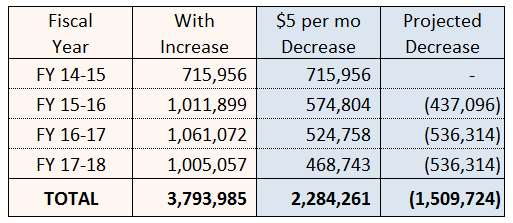 Fiscal Year With Increase $5 per mo Decrease Projected Decrease
FY 14-15 715,956 715,956 -
FY 15-16 1,011,899 574,804 (437,096)
FY 16-17 1,061,072 524,758 (536,314)
FY 17-18 1,005,057 468,743 (536,314)
TOTAL 3,793,985 2,284,261 (1,509,724)